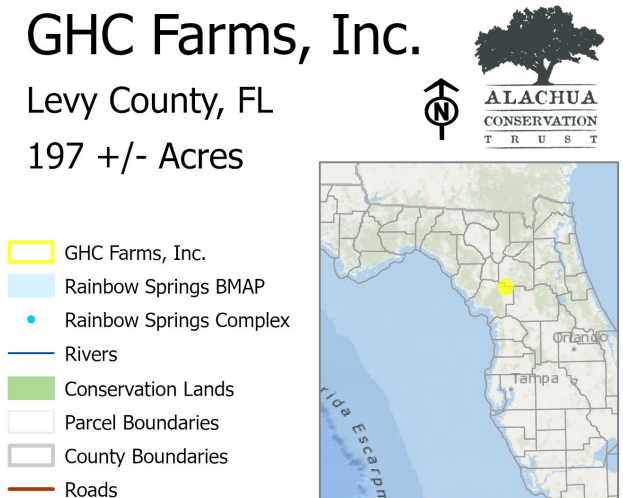 GHC Farms, Inc.
Levy County, FL
197 +/- Acres
N
ALACHUA
CONSERVATION
TRUST
GHC Farms, Inc.
Rainbow Springs BMAP
Rainbow Springs Complex
Rivers
Conservation Lands
Parcel Boundaries
County Boundaries
Roads
Orlando
Tampa
rida Escarpm